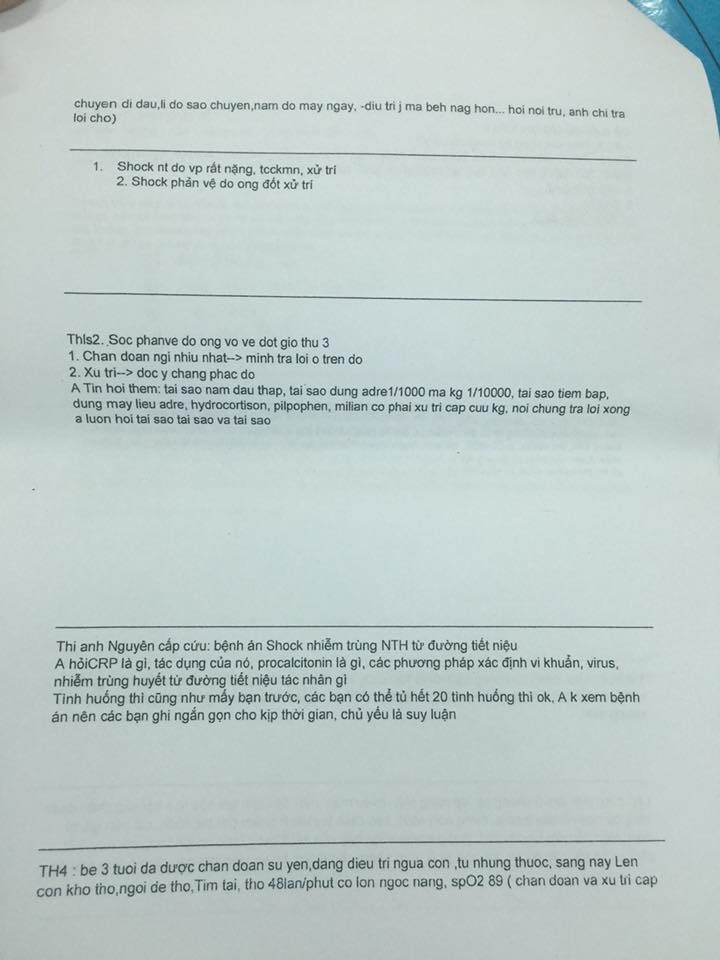 chuyen di dau,li do sao chuyen,nam do may ngay, -diu tri j ma beh nag hon... hoi noi tru, anh chi tra
loi cho)
1. Shock nt do vp rất nặng, tcckmn, xử trí
2. Shock phản vệ do ong đốt xử trí
Thls2. Soc phanve do ong vo ve dot gio thu 3
1. Chan doan ngi nhiu nhat--> minh tra loi o tren do
2. Xu tri--> doc y chang phac do
A Tin hoi them: tai sao nam dau thap, tai sao dung adre1/1000 ma kg 1/10000, tai sao tiem bap,
dung may lieu adre, hydrocortison, pilpophen, milian co phai xu tri cap cuu kg, noi chung tra loi xong
a luon hoi tai sao tai sao va tai sao
Thi anh Nguyên cấp cứu: bệnh án Shock nhiễm trùng NTH từ đường tiết niệu
A hỏiCRP là gì, tác dụng của nó, procalcitonin là gì, các phương pháp xác định vi khuẩn, virus,
nhiễm trùng huyết từ đường tiết niệu tác nhân gì
Tình huống thì cũng như mấy bạn trước, các bạn có thể tủ hết 20 tình huống thì ok, A k xem bệnh
án nên các bạn ghi ngắn gọn cho kịp thời gian, chủ yếu là suy luận
TH4 : be 3 tuoi da dược chan doan su yen,dang dieu tri ngua con ,tu nhung thuoc, sang nay Len
con kho tho,ngoi de tho,Tim tai, tho 48lan/phut co lon ngoc nang, spO2 89 ( chan doan va xu tri cap